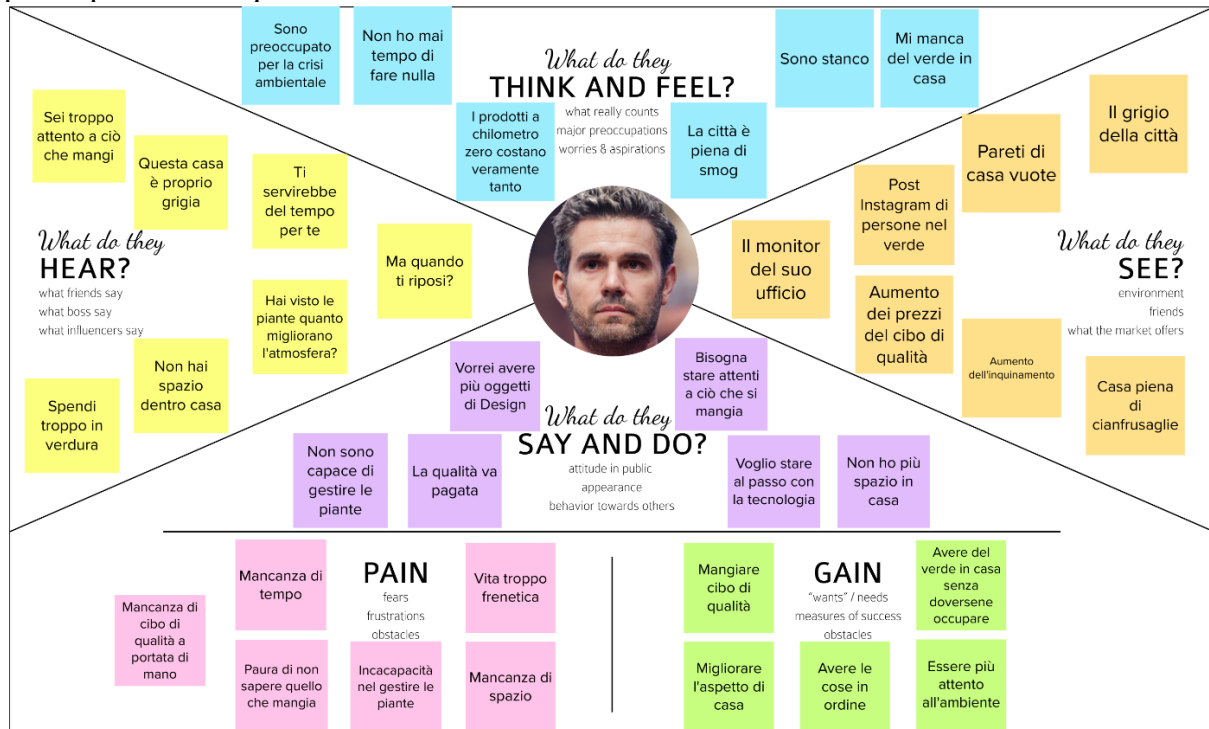 Sono
preoccupato
per la crisi
ambientale
Non ho mai
tempo di
fare nulla
What do they
THINK AND FEEL?
what really counts
major preoccupations
worries & aspirations
I prodotti a
chilometro
zero costano
veramente
tanto
La città è
piena di
smog
Sono stanco
Mi manca
del verde in
casa
Sei troppo
attento a ciò
che mangi
Questa casa
è proprio
grigia
Ti
servirebbe
del tempo
per te
Ma quando
ti riposi?
What do they
HEAR?
what friends say
what boss say
what influencers say
Hai visto le
piante quanto
migliorano
l'atmosfera?
Non hai
spazio
dentro casa
Spendi
troppo in
verdura
Il grigio
della città
Pareti di
casa vuote
Post
Instagram di
persone nel
verde
Il monitor
del suo
ufficio
What do they
SEE?
environment
friends
what the market offers
Aumento
dei prezzi
del cibo di
qualità
Aumento
dell'inquinamento
Casa piena
di
cianfrusaglie
Vorrei avere
più oggetti
di Design
Bisogna
stare attenti
a ciò che si
mangia
What do they
SAY AND DO?
attitude in public
appearance
behavior towards others
Non sono
capace di
gestire le
piante
La qualità va
pagata
Voglio stare
al passo con
la tecnologia
Non ho più
spazio in
casa
PAIN
fears
frustrations
obstacles
Mancanza di
tempo
Vita troppo
frenetica
Mancanza di
cibo di
qualità a
portata di
mano
Paura di non
sapere quello
che mangia
Incacapacità
nel gestire le
piante
Mancanza di
spazio
GAIN
"wants" / needs
measures of success
obstacles
Mangiare
cibo di
qualità
Avere del
verde in casa
senza
doversene
occupare
Migliorare
l'aspetto di
casa
Avere le
cose in
ordine
Essere più
attento
all'ambiente